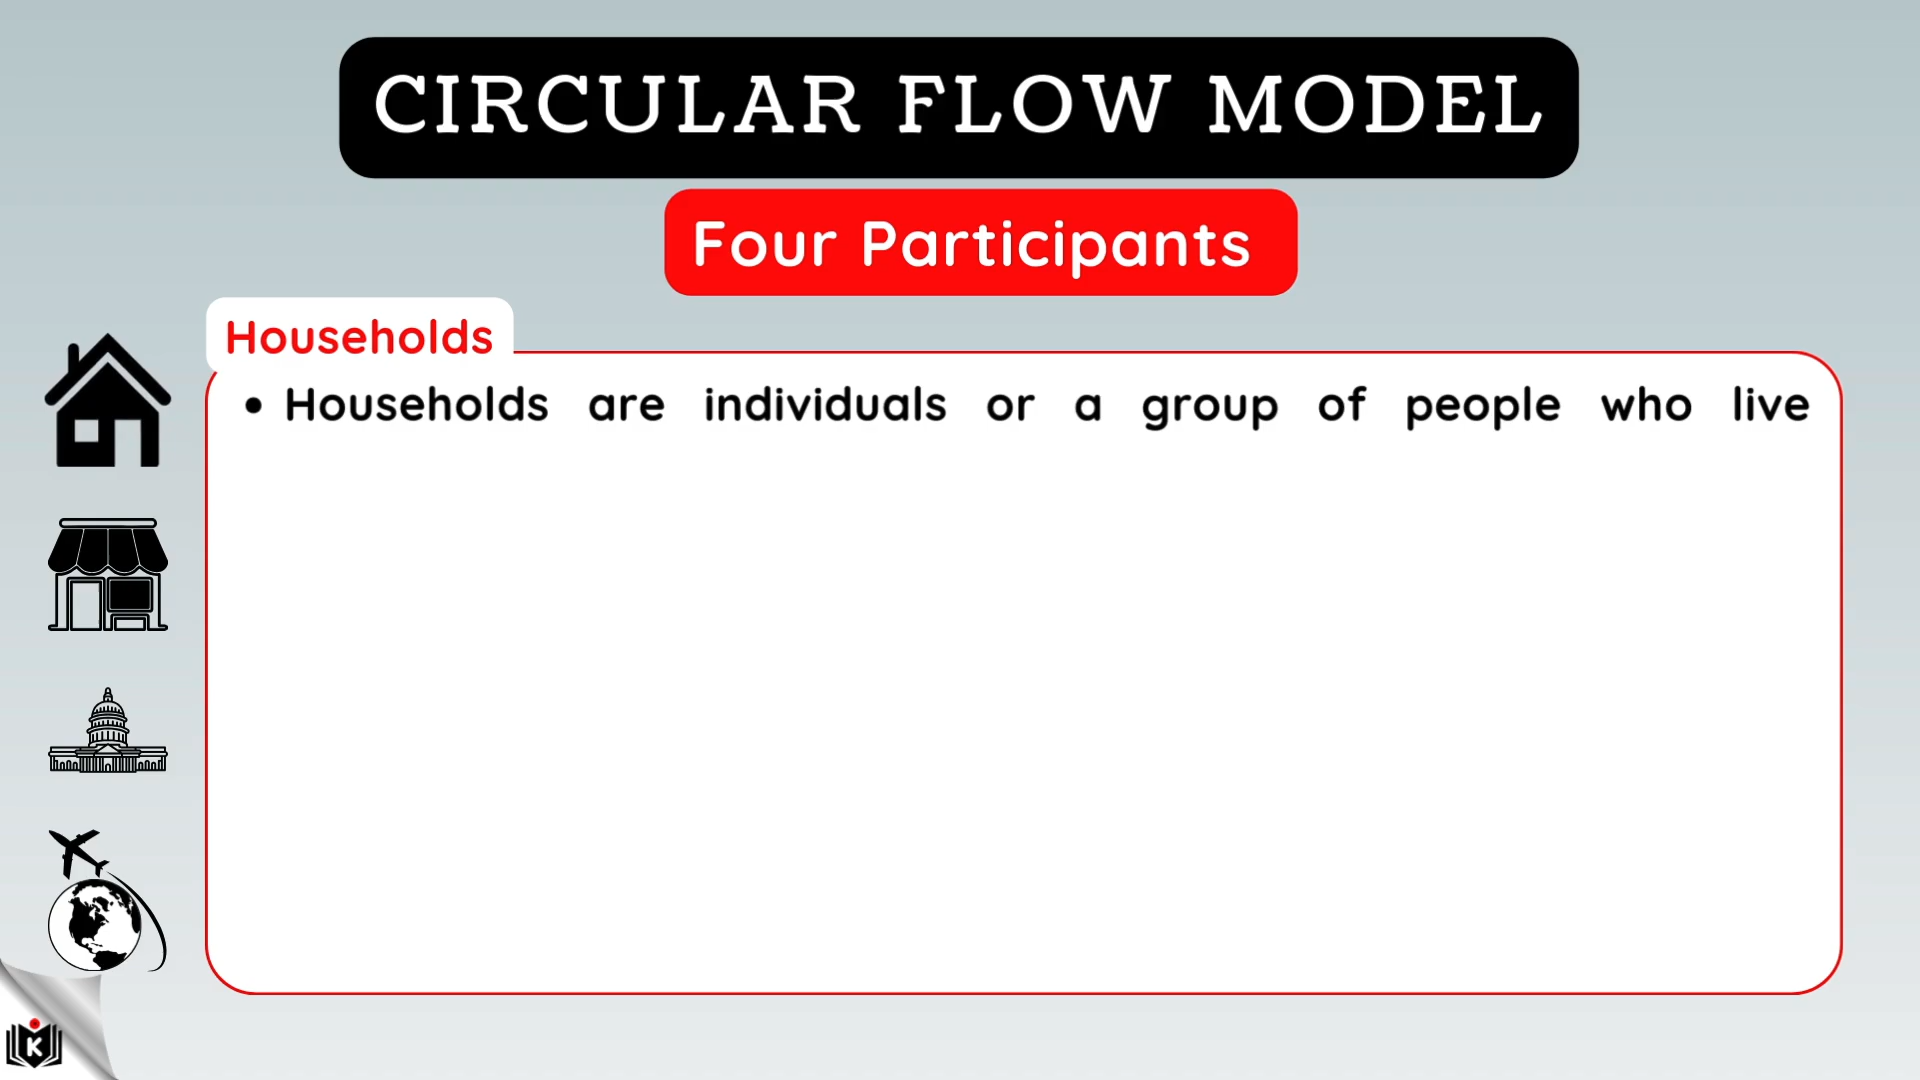 CIRCULAR FLOW MODEL
Four Participants
Households
• Households are individuals or a group of people who live
K